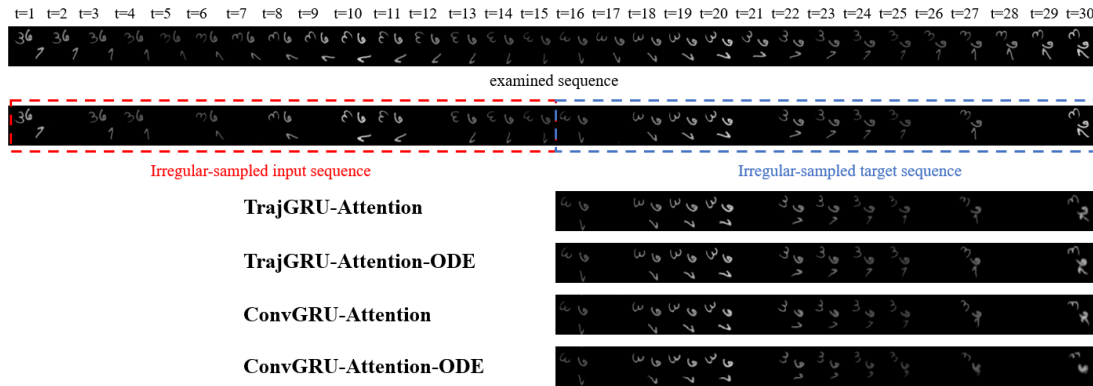 t=1 t=2 t=3 t=4 t=5 t=6 t=7 t=8 t=9 t=10 t=11 t=12 t=13 t=14 t=15 t=16 t=17 t=18 t=19 t=20 t=21 t=22 t=23 t=24 t=25 t=26 t=27 t=28 t=29 t=30
examined sequence
Irregular-sampled input sequence
Irregular-sampled target sequence
TrajGRU-Attention
TrajGRU-Attention-ODE
ConvGRU-Attention
ConvGRU-Attention-ODE